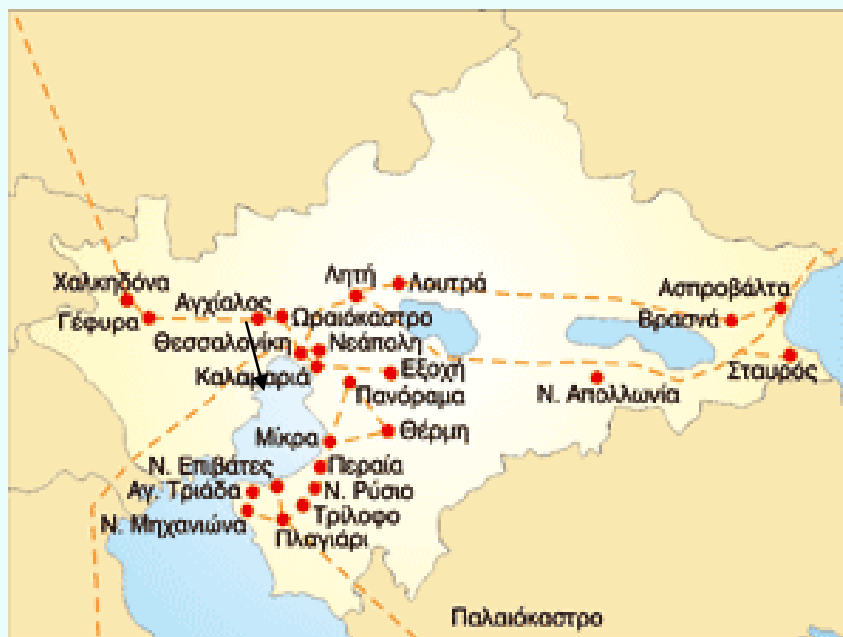 Λητή
Λουτρά
Χαλκηδόνα
Ασπροβάλτα
Αγχίαλος
Γέφυρα
Ωραιόκαστρο
Βρασνά
Θεσσαλονίκη
Νεάπολη
Καλαμαριά
Εξοχή
Σταυρός
Πανόραμα
Ν. Απολλωνία
Μίκρα
Θέρμη
Ν. Επιβάτες
Περαία
Αγ. Τριάδα
Ν. Ρύσιο
Τρίλοφο
Ν. Μηχανιώνα
Πλαγιάρι
Παλαιόκαστρο